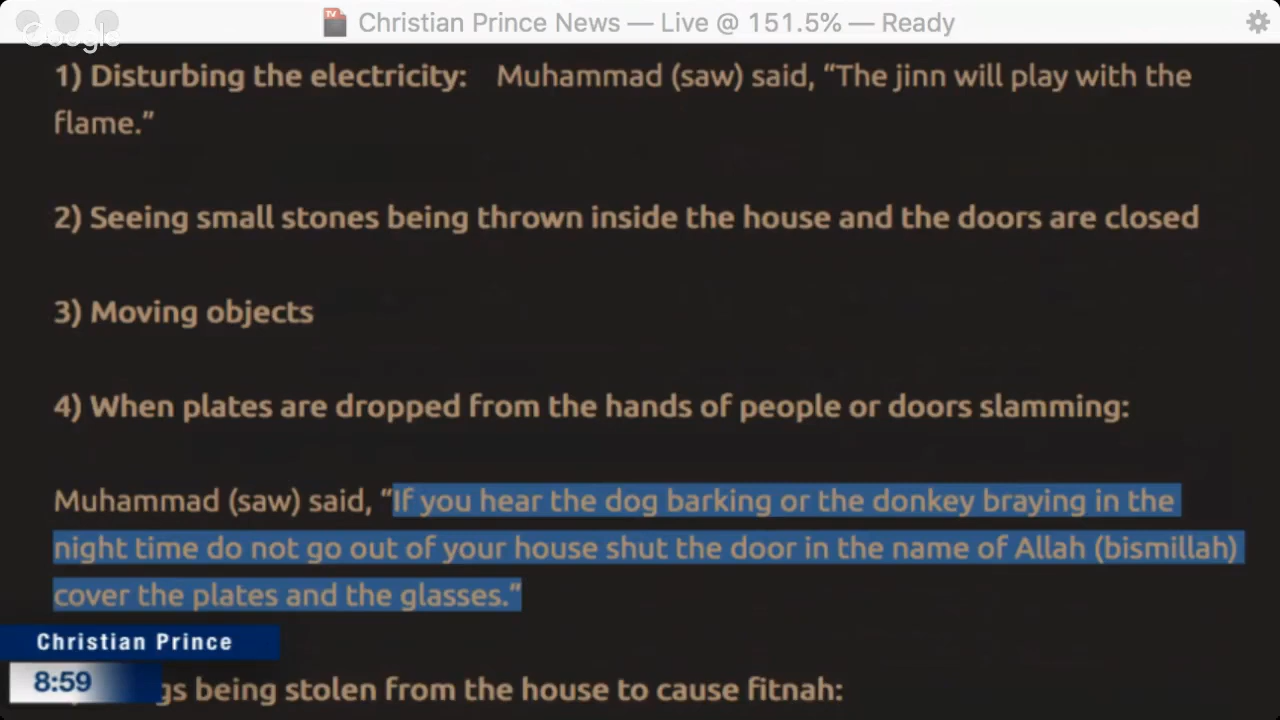 Christian Prince News — Live @ 151.5% — Ready
Google
1) Disturbing the electricity: Muhammad (saw) said, “The jinn will play with the
flame.”
2) Seeing small stones being thrown inside the house and the doors are closed
3) Moving objects
4) When plates are dropped from the hands of people or doors slamming:
Muhammad (saw) said, “If you hear the dog barking or the donkey braying in the
night time do not go out of your house shut the door in the name of Allah (bismillah)
cover the plates and the glasses.”
Christian Prince
8:59
being stolen from the house to cause fitnah: